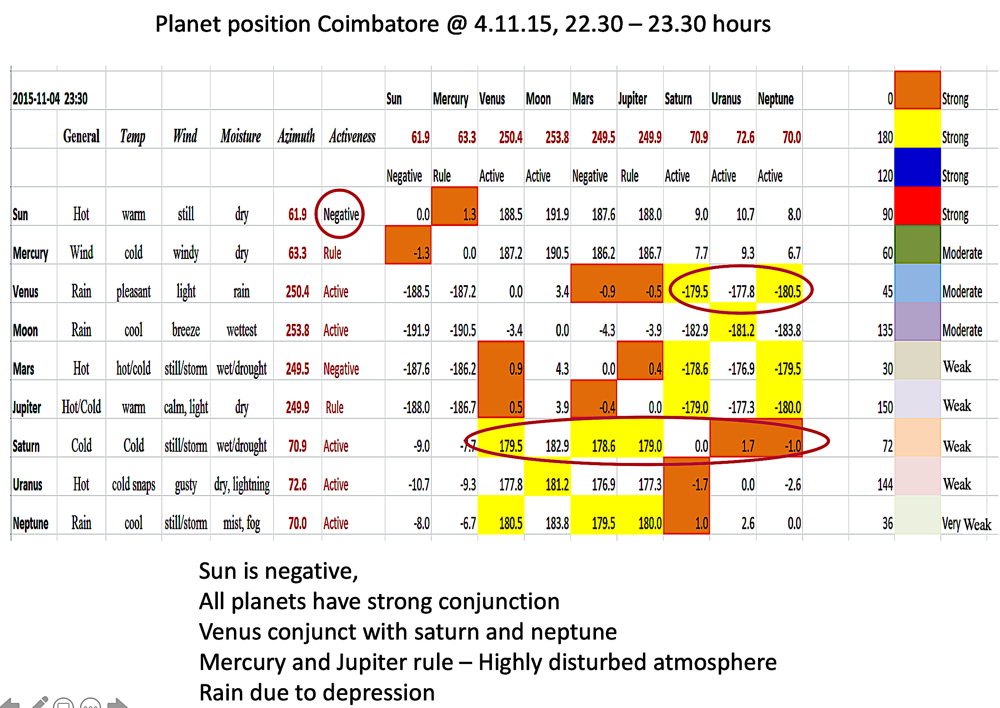 Planet position Coimbatore @ 4.11.15, 22.30 – 23.30 hours
2015-11-04 23:30 Sun Mercury Venus Moon Mars Jupiter Saturn Uranus Neptune 0 Strong
General Temp Wind Moisture Azimuth Activeness 61.9 63.3 250.4 253.8 249.5 249.9 70.9 72.6 70.0 180 Strong
Negative Rule Active Active Negative Rule Active Active Active 120 Strong
Sun Hot warm still dry 61.9 Negative 0.0 1.3 188.5 191.9 187.6 188.0 9.0 10.7 8.0 90 Strong
Mercury Wind cold windy dry 63.3 Rule -1.3 0.0 187.2 190.5 186.2 186.7 7.7 9.3 6.7 60 Moderate
Venus Rain pleasant light rain 250.4 Active -188.5 -187.2 0.0 3.4 -0.9 -0.5 -179.5 -177.8 -180.5 45 Moderate
Moon Rain cool breeze wettest 253.8 Active -191.9 -190.5 -3.4 0.0 -4.3 -3.9 -182.9 -181.2 -183.8 135 Moderate
Mars Hot hot/cold still/storm wet/drought 249.5 Negative -187.6 -186.2 0.9 4.3 0.0 0.4 -178.6 -176.9 -179.5 30 Weak
Jupiter Hot/Cold warm calm, light dry 249.9 Rule -188.0 -186.7 0.5 3.9 -0.4 0.0 -179.0 -177.3 -180.0 150 Weak
Saturn Cold Cold still/storm wet/drought 70.9 Active -9.0 -7.7 179.5 182.9 178.6 179.0 0.0 1.7 -1.0 72 Weak
Uranus Hot cold snaps gusty dry, lightning 72.6 Active -10.7 -9.3 177.8 181.2 176.9 177.3 -1.7 0.0 -2.6 144 Weak
Neptune Rain cool still/storm mist, fog 70.0 Active -8.0 -6.7 180.5 183.8 179.5 180.0 1.0 2.6 0.0 36 Very Weak
Sun is negative,
All planets have strong conjunction
Venus conjunct with saturn and neptune
Mercury and Jupiter rule – Highly disturbed atmosphere
Rain due to depression